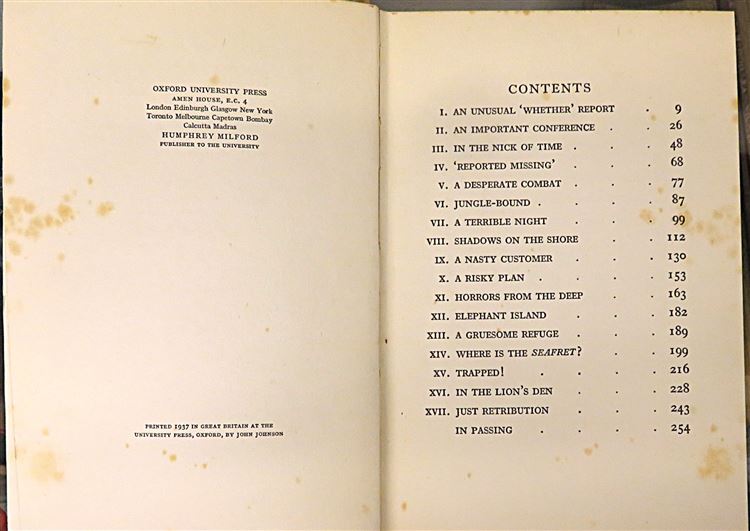 OXFORD UNIVERSITY PRESS
AMEN HOUSE, E.C. 4
London Edinburgh Glasgow New York
Toronto Melbourne Capetown Bombay
Calcutta Madras
HUMPHREY MILFORD
PUBLISHER TO THE UNIVERSITY
PRINTED 1937 IN GREAT BRITAIN AT THE
UNIVERSITY PRESS, OXFORD, BY JOHN JOHNSON
CONTENTS
I. AN UNUSUAL 'WHETHER' REPORT . 9
II. AN IMPORTANT CONFERENCE . . 26
III. IN THE NICK OF TIME . . . 48
IV. 'REPORTED MISSING' . . . 68
V. A DESPERATE COMBAT . . . 77
VI. JUNGLE-BOUND . . . . 87
VII. A TERRIBLE NIGHT . . . 99
VIII. SHADOWS ON THE SHORE . . 112
IX. A NASTY CUSTOMER . . . 130
X. A RISKY PLAN . . . . 153
XI. HORRORS FROM THE DEEP . . 163
XII. ELEPHANT ISLAND . . . 182
XIII. A GRUESOME REFUGE . . . 189
XIV. WHERE IS THE SEAFRET? . . 199
XV. TRAPPED! . . . . 216
XVI. IN THE LION'S DEN . . . 228
XVII. JUST RETRIBUTION . . . 243
IN PASSING . . . . 254